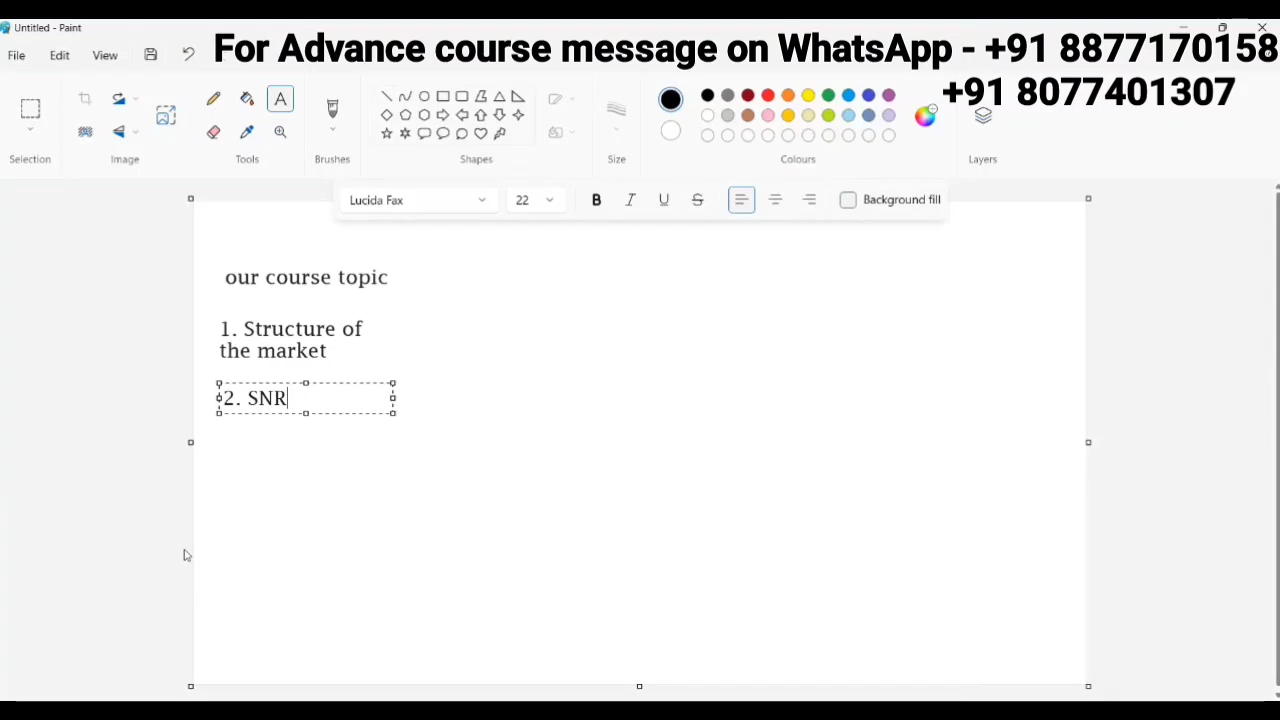 Untitled - Paint
For Advance course message on WhatsApp - +91 8877170158
+91 8077401307
File Edit View
Selection Image Tools Brushes Shapes Size Colours Layers
Lucida Fax 22 B I U S Background fill
our course topic
1. Structure of
the market
2. SNR